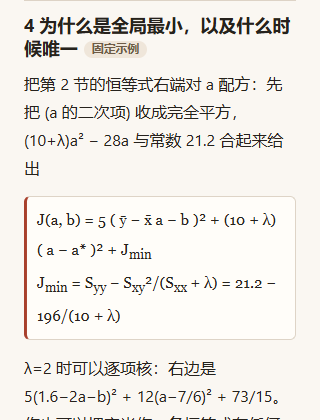 4 为什么是全局最小，以及什么时
候唯一 固定示例
把第 2 节的恒等式右端对 a 配方：先
把 (a 的二次项) 收成完全平方，
(10+λ)a² − 28a 与常数 21.2 合起来给
出
J(a, b) = 5 ( ȳ − x̄ a − b )² + (10 + λ)
( a − a* )² + Jmin
Jmin = Syy − Sxy²/(Sxx + λ) = 21.2 −
196/(10 + λ)
λ=2 时可以逐项核：右边是
5(1.6−2a−b)² + 12(a−7/6)² + 73/15。